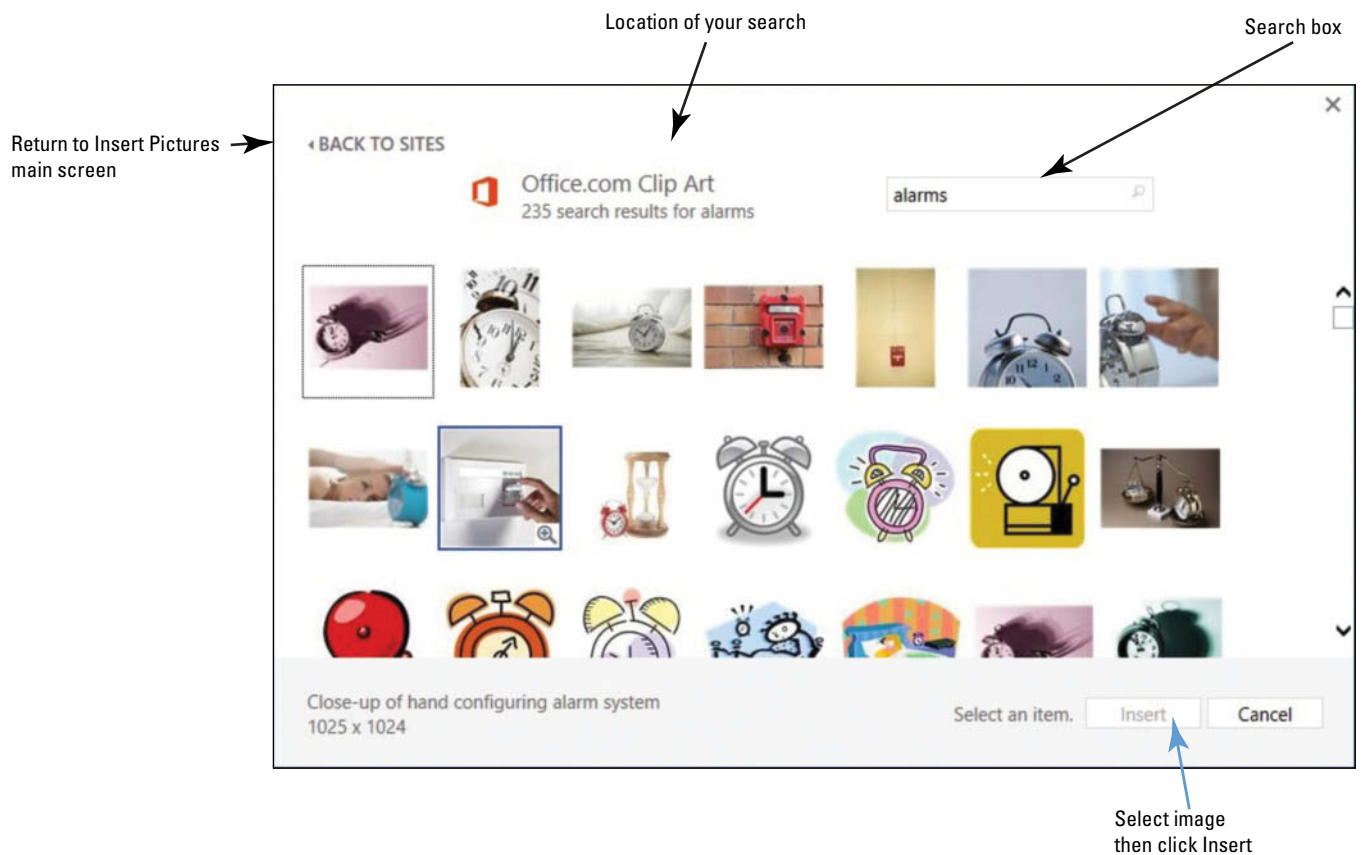 Location of your search
Search box
Return to Insert Pictures
main screen
BACK TO SITES
Office.com Clip Art
235 search results for alarms
alarms
Close-up of hand configuring alarm system
1025 x 1024
Select an item.
Insert
Cancel
Select image
then click Insert